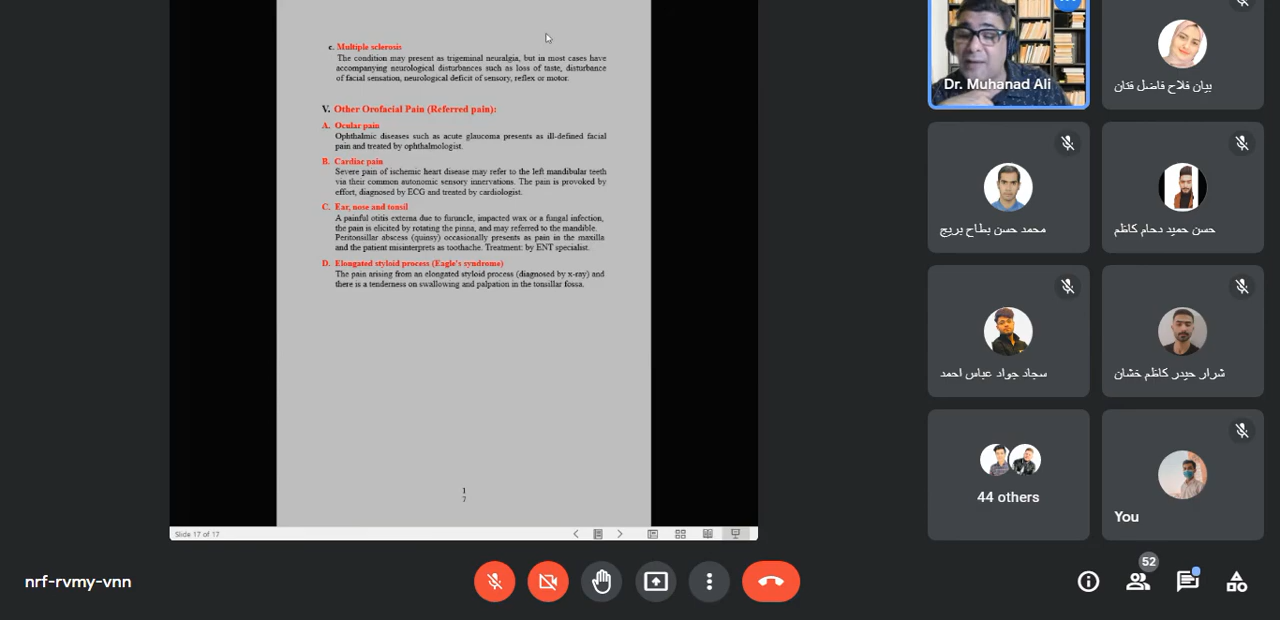 c. Multiple sclerosis
The condition may present as trigeminal neuralgia, but in most cases have
accompanying neurological disturbances such as loss of taste, disturbance
of facial sensation, neurological deficit of sensory, reflex or motor.
V. Other Orofacial Pain (Referred pain):
A. Ocular pain
Ophthalmic diseases such as acute glaucoma presents as ill-defined facial
pain and treated by ophthalmologist.
B. Cardiac pain
Severe pain of ischemic heart disease may refer to the left mandibular teeth
via their common autonomic sensory innervations. The pain is provoked by
effort, diagnosed by ECG and treated by cardiologist.
C. Ear, nose and tonsil
A painful otitis externa due to furuncle, impacted wax or a fungal infection,
the pain is elicited by rotating the pinna, and may referred to the mandible.
Peritonsillar abscess (quinsy) occasionally presents as pain in the maxilla
and the patient misinterprets as toothache. Treatment: by ENT specialist.
D. Elongated styloid process (Eagle's syndrome)
The pain arising from an elongated styloid process (diagnosed by x-ray) and
there is a tenderness on swallowing and palpation in the tonsillar fossa.
1
7
Slide 17 of 17
Dr. Muhanad Ali
بيان فلاح فاضل فتان
محمد حسن بطاح بريج
حسن حميد دحام كاظم
سجاد جواد عباس احمد
شرار حيدر كاظم خشان
44 others
You
nrf-rvmy-vnn
52